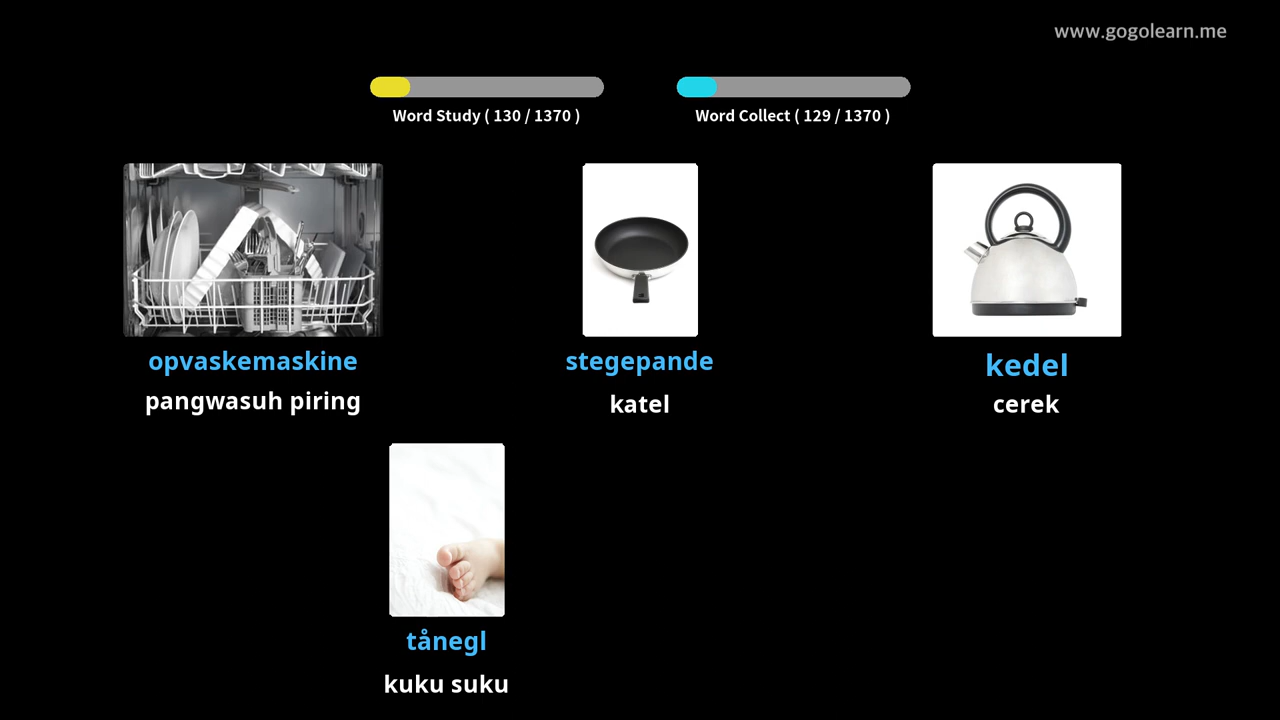 www.gogolearn.me
Word Study ( 130 / 1370 )
Word Collect ( 129 / 1370 )
opvaskemaskine
stegepande
kedel
pangwasuh piring
katel
cerek
tånegl
kuku suku